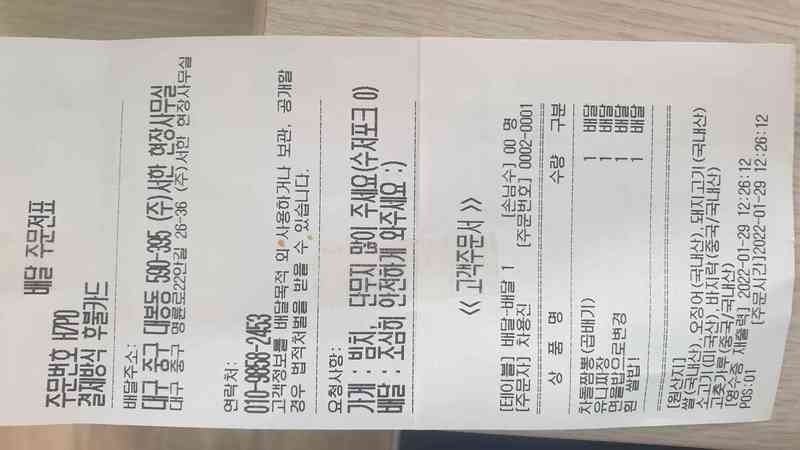 배달 주문전표
주문번호 H7P0
결제방식 후불카드
배달주소:
대구 중구 대봉동 590-395 (주)서한 현장사무실
대구 중구 명륜로22안길 26-36 (주)서한 현장사무실
연락처:
010-9858-2453
고객정보를 배달목적 외 사용하거나 보관, 공개할
경우 법적처벌을 받을 수 있습니다.
요청사항:
가게 : 김치, 단무지 많이 주세요(수저포크 O)
배달 : 조심히 안전하게 와주세요 :)
<< 고객주문서 >>
[테이블] 배달-배달 1 [손님수] 00 명
[주문자] 차용진 [주문번호] 0002-0001
상 품 명 수량 구분
차돌짬뽕(곱배기) 1 배달
유니짜장 1 배달
면을밥으로변경 1 배달
흰 쌀밥! 1 배달
[원산지]
쌀(국내산), 오징어(국내산), 돼지고기(국내산)
소고기(미국산), 바지락(중국/국내산)
고춧가루(중국/국내산)
[영수증 재출력] 2022-01-29 12:26:12
POS:01 [주문시간]2022-01-29 12:26:12